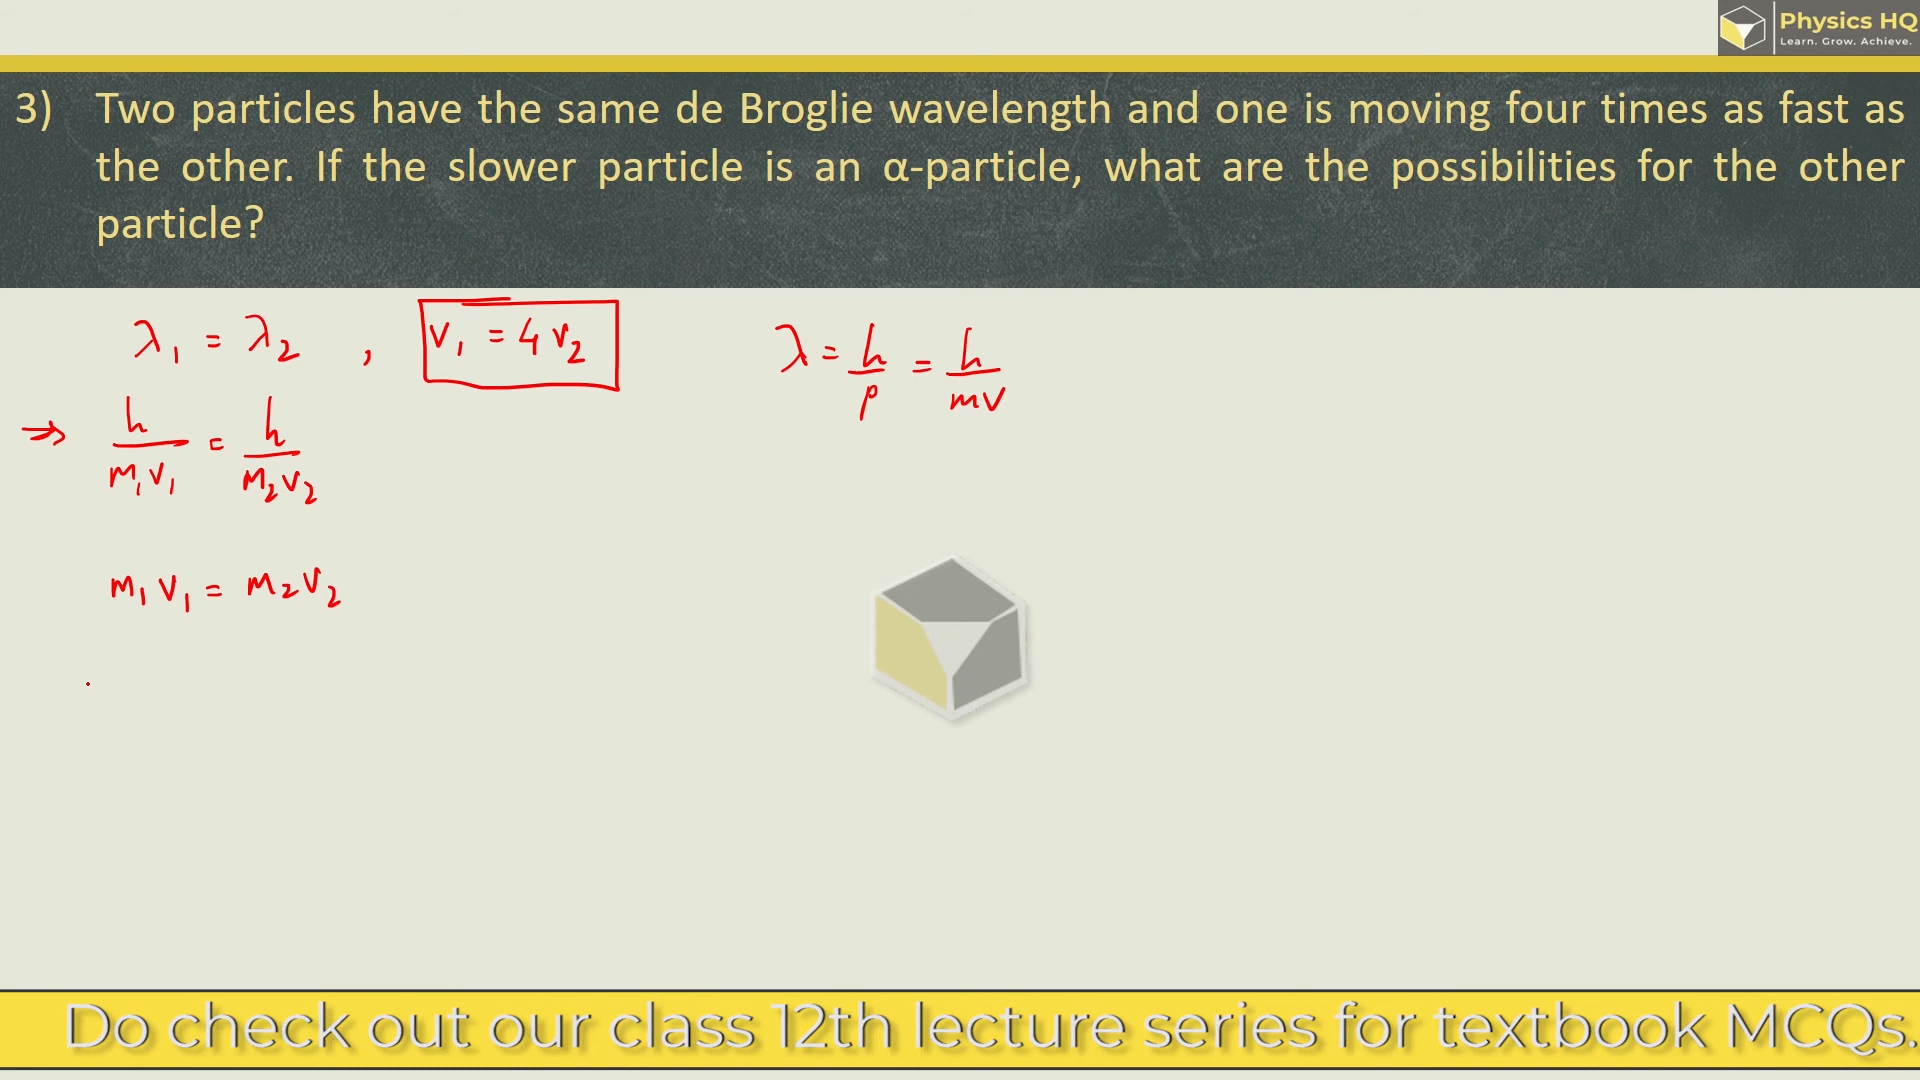 Physics HQ
Learn. Grow. Achieve.
3) Two particles have the same de Broglie wavelength and one is moving four times as fast as
the other. If the slower particle is an α-particle, what are the possibilities for the other
particle?
λ₁ = λ₂ , v₁ = 4 v₂ λ = h/p = h/mv
⇒ h/m₁v₁ = h/m₂v₂
m₁v₁ = m₂v₂
Do check out our class 12th lecture series for textbook MCQs.